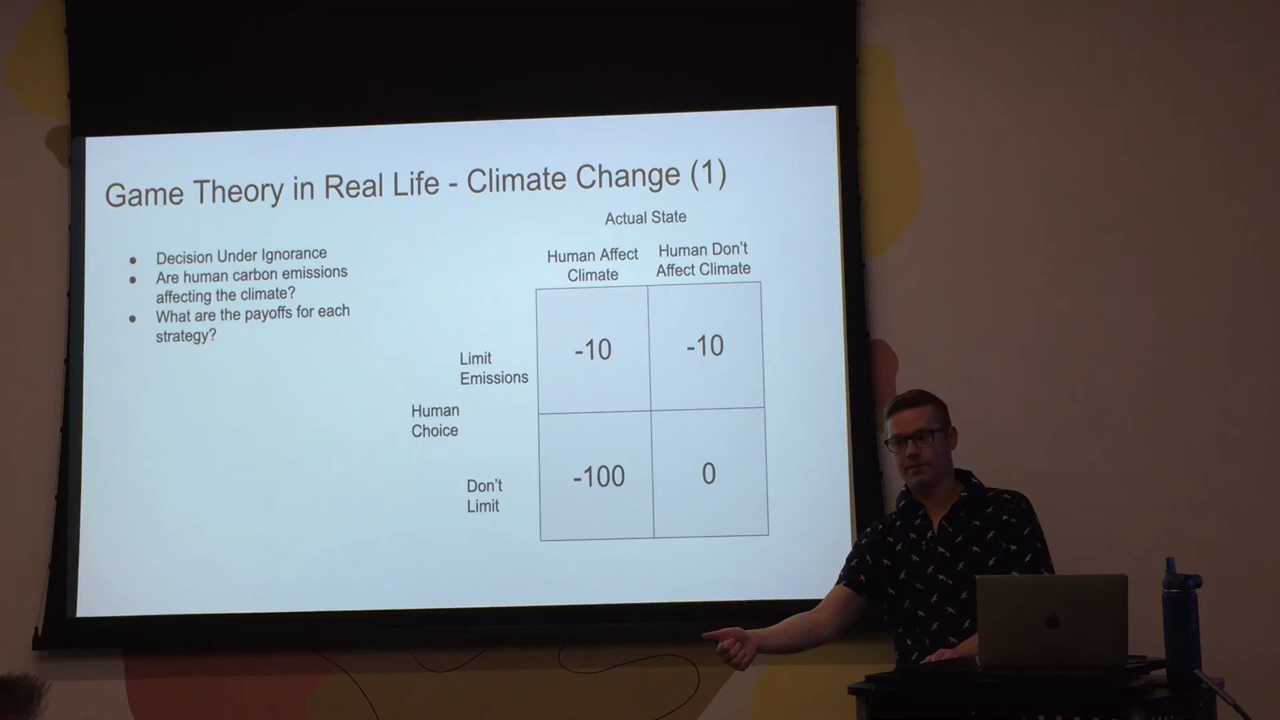 Game Theory in Real Life - Climate Change (1)
Decision Under Ignorance
Are human carbon emissions
affecting the climate?
What are the payoffs for each
strategy?
Actual State
Human Affect
Climate
Human Don't
Affect Climate
Limit
Emissions
-10
-10
Human
Choice
Don't
Limit
-100
0